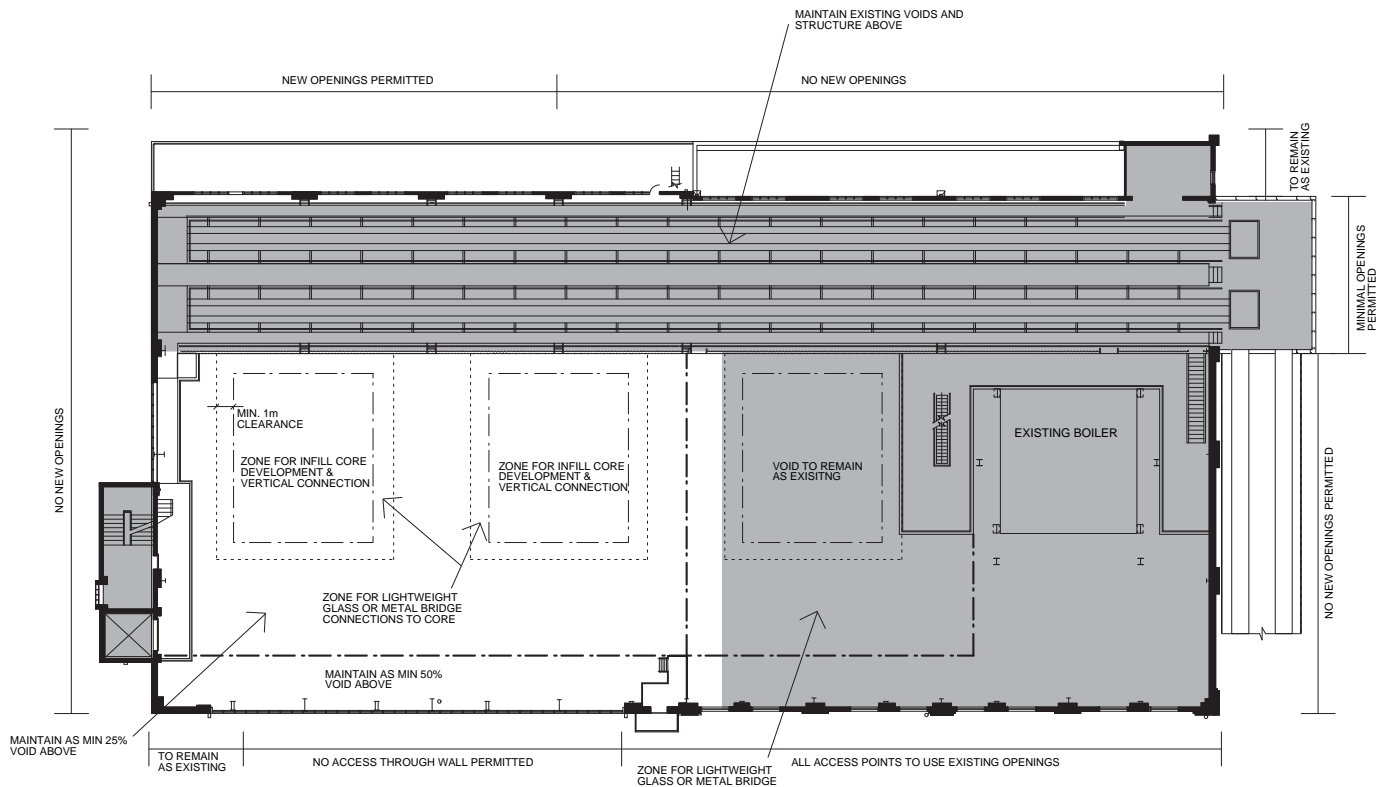 MAINTAIN EXISTING VOIDS AND
STRUCTURE ABOVE
NEW OPENINGS PERMITTED
NO NEW OPENINGS
TO REMAIN
AS EXISTING
MINIMAL OPENINGS
PERMITTED
NO NEW OPENINGS
MIN. 1m
CLEARANCE
ZONE FOR INFILL CORE
DEVELOPMENT &
VERTICAL CONNECTION
ZONE FOR INFILL CORE
DEVELOPMENT &
VERTICAL CONNECTION
VOID TO REMAIN
AS EXISITNG
EXISTING BOILER
NO NEW OPENINGS PERMITTED
ZONE FOR LIGHTWEIGHT
GLASS OR METAL BRIDGE
CONNECTIONS TO CORE
MAINTAIN AS MIN 50%
VOID ABOVE
MAINTAIN AS MIN 25%
VOID ABOVE
TO REMAIN
AS EXISTING
NO ACCESS THROUGH WALL PERMITTED
ZONE FOR LIGHTWEIGHT
GLASS OR METAL BRIDGE
ALL ACCESS POINTS TO USE EXISTING OPENINGS